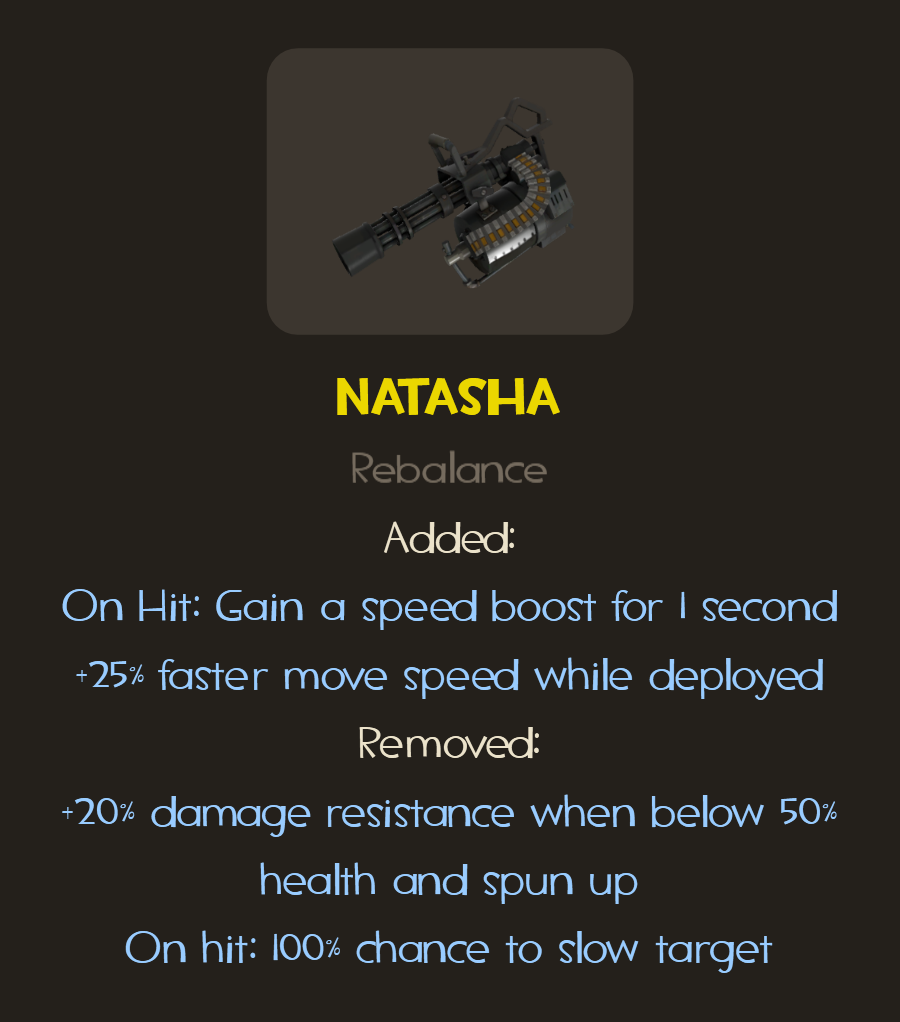 NATASHA
Rebalance
Added:
On Hit: Gain a speed boost for 1 second
+25% faster move speed while deployed
Removed:
+20% damage resistance when below 50%
health and spun up
On hit: 100% chance to slow target